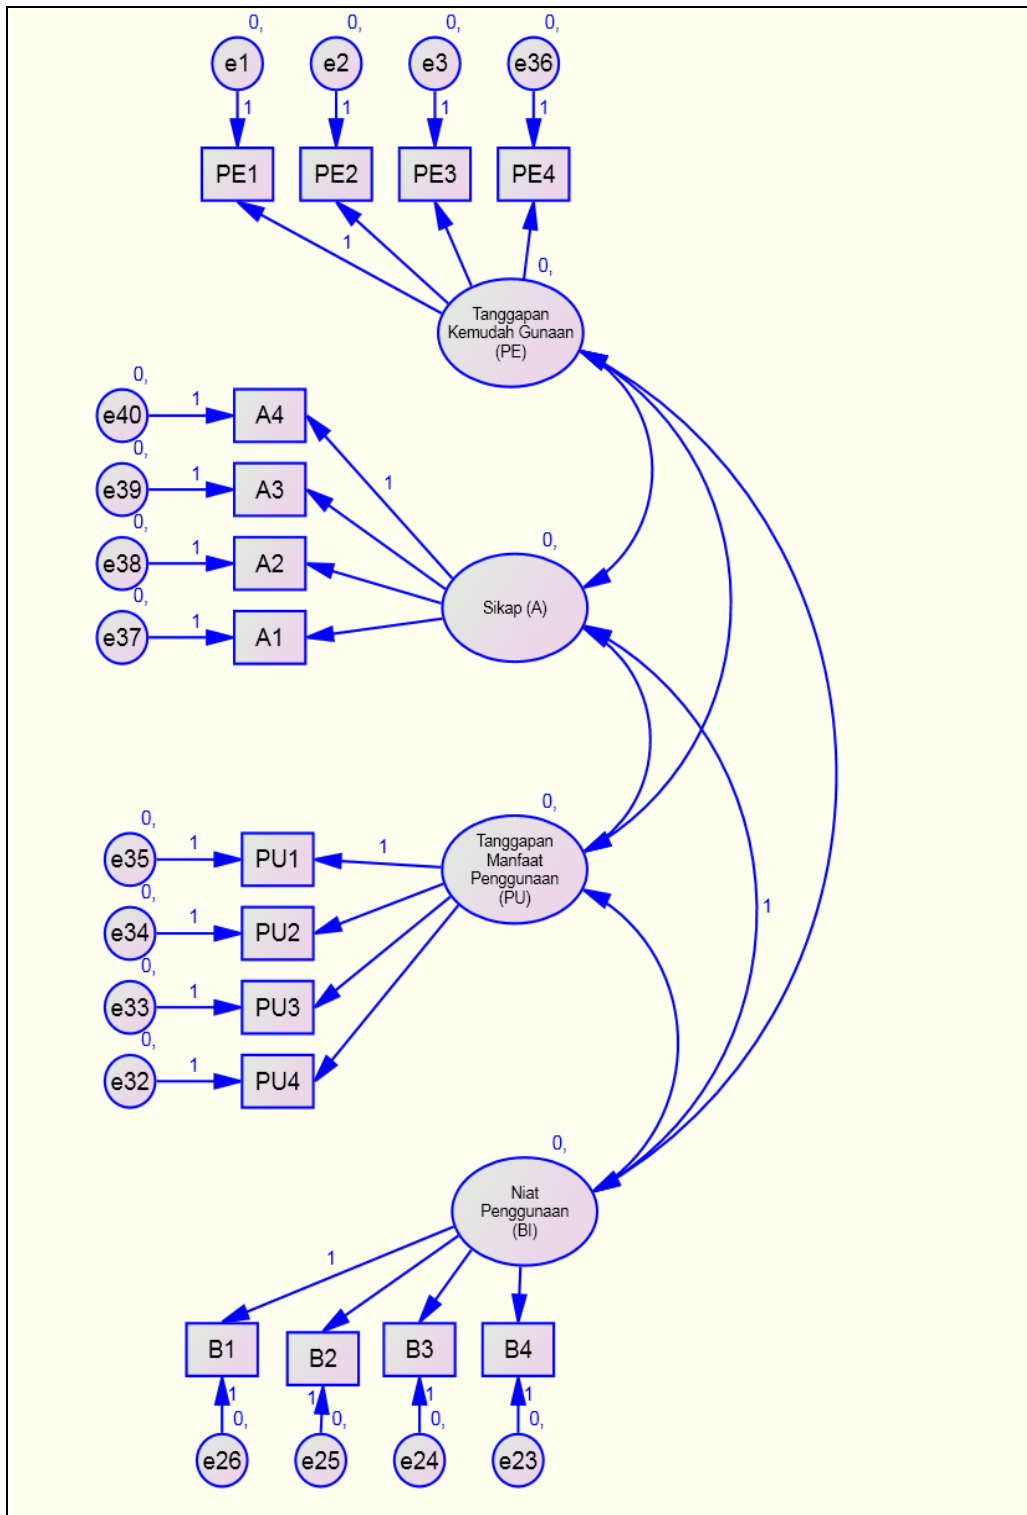 0, 0, 0, 0,
e1 e2 e3 e36
1 1 1 1
PE1 PE2 PE3 PE4
1
0,
Tanggapan
Kemudah Gunaan
(PE)
0,
e40 1 A4
1
0,
e39 1 A3
0,
e38 1 A2
0,
Sikap (A)
0,
e37 1 A1
0,
Tanggapan
Manfaat
Penggunaan
(PU)
0,
e35 1 PU1 1
0,
e34 1 PU2
1
0,
e33 1 PU3
0,
e32 1 PU4
0,
Niat
Penggunaan
(BI)
1
B1 B2 B3 B4
1 1 1 1
0, 0, 0, 0,
e26 e25 e24 e23